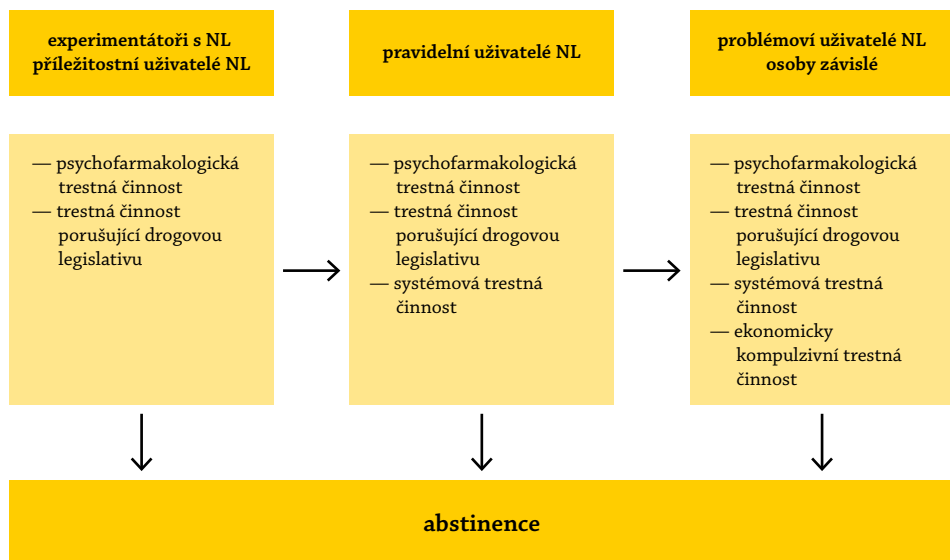 experimentátoři s NL
příležitostní uživatelé NL
pravidelní uživatelé NL
problémoví uživatelé NL
osoby závislé
— psychofarmakologická
trestná činnost
— trestná činnost
porušující drogovou
legislativu
— psychofarmakologická
trestná činnost
— trestná činnost
porušující drogovou
legislativu
— systémová trestná
činnost
— psychofarmakologická
trestná činnost
— trestná činnost
porušující drogovou
legislativu
— systémová trestná
činnost
— ekonomicky
kompulzivní trestná
činnost
abstinence